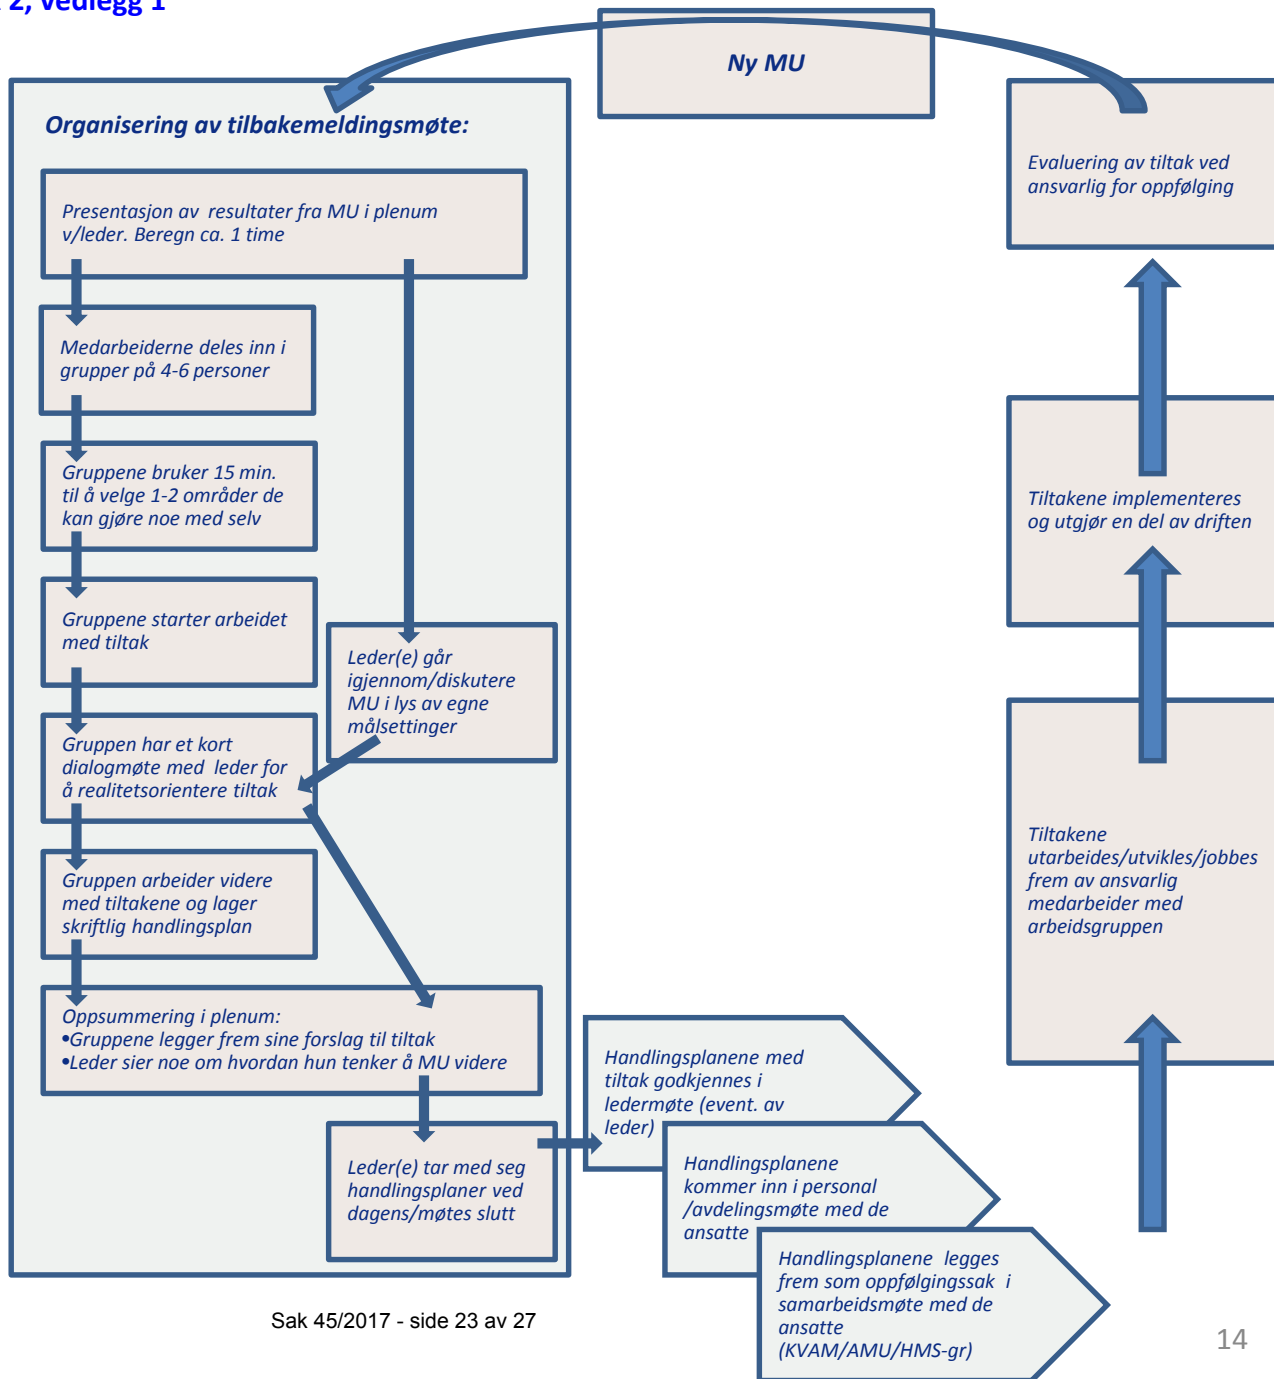 2, vedlegg 1
Ny MU
Organisering av tilbakemeldingsmøte:
Presentasjon av resultater fra MU i plenum
v/leder. Beregn ca. 1 time
Medarbeiderne deles inn i
grupper på 4-6 personer
Gruppene bruker 15 min.
til å velge 1-2 områder de
kan gjøre noe med selv
Gruppene starter arbeidet
med tiltak
Leder(e) går
igjennom/diskutere
MU i lys av egne
målsettinger
Gruppen har et kort
dialogmøte med leder for
å realitetsorientere tiltak
Gruppen arbeider videre
med tiltakene og lager
skriftlig handlingsplan
Oppsummering i plenum:
•Gruppene legger frem sine forslag til tiltak
•Leder sier noe om hvordan hun tenker å MU videre
Leder(e) tar med seg
handlingsplaner ved
dagens/møtes slutt
Handlingsplanene med
tiltak godkjennes i
ledermøte (event. av
leder)
Handlingsplanene
kommer inn i personal
/avdelingsmøte med de
ansatte
Handlingsplanene legges
frem som oppfølgingssak i
samarbeidsmøte med de
ansatte
(KVAM/AMU/HMS-gr)
Tiltakene
utarbeides/utvikles/jobbes
frem av ansvarlig
medarbeider med
arbeidsgruppen
Tiltakene implementeres
og utgjør en del av driften
Evaluering av tiltak ved
ansvarlig for oppfølging
Sak 45/2017 - side 23 av 27
14